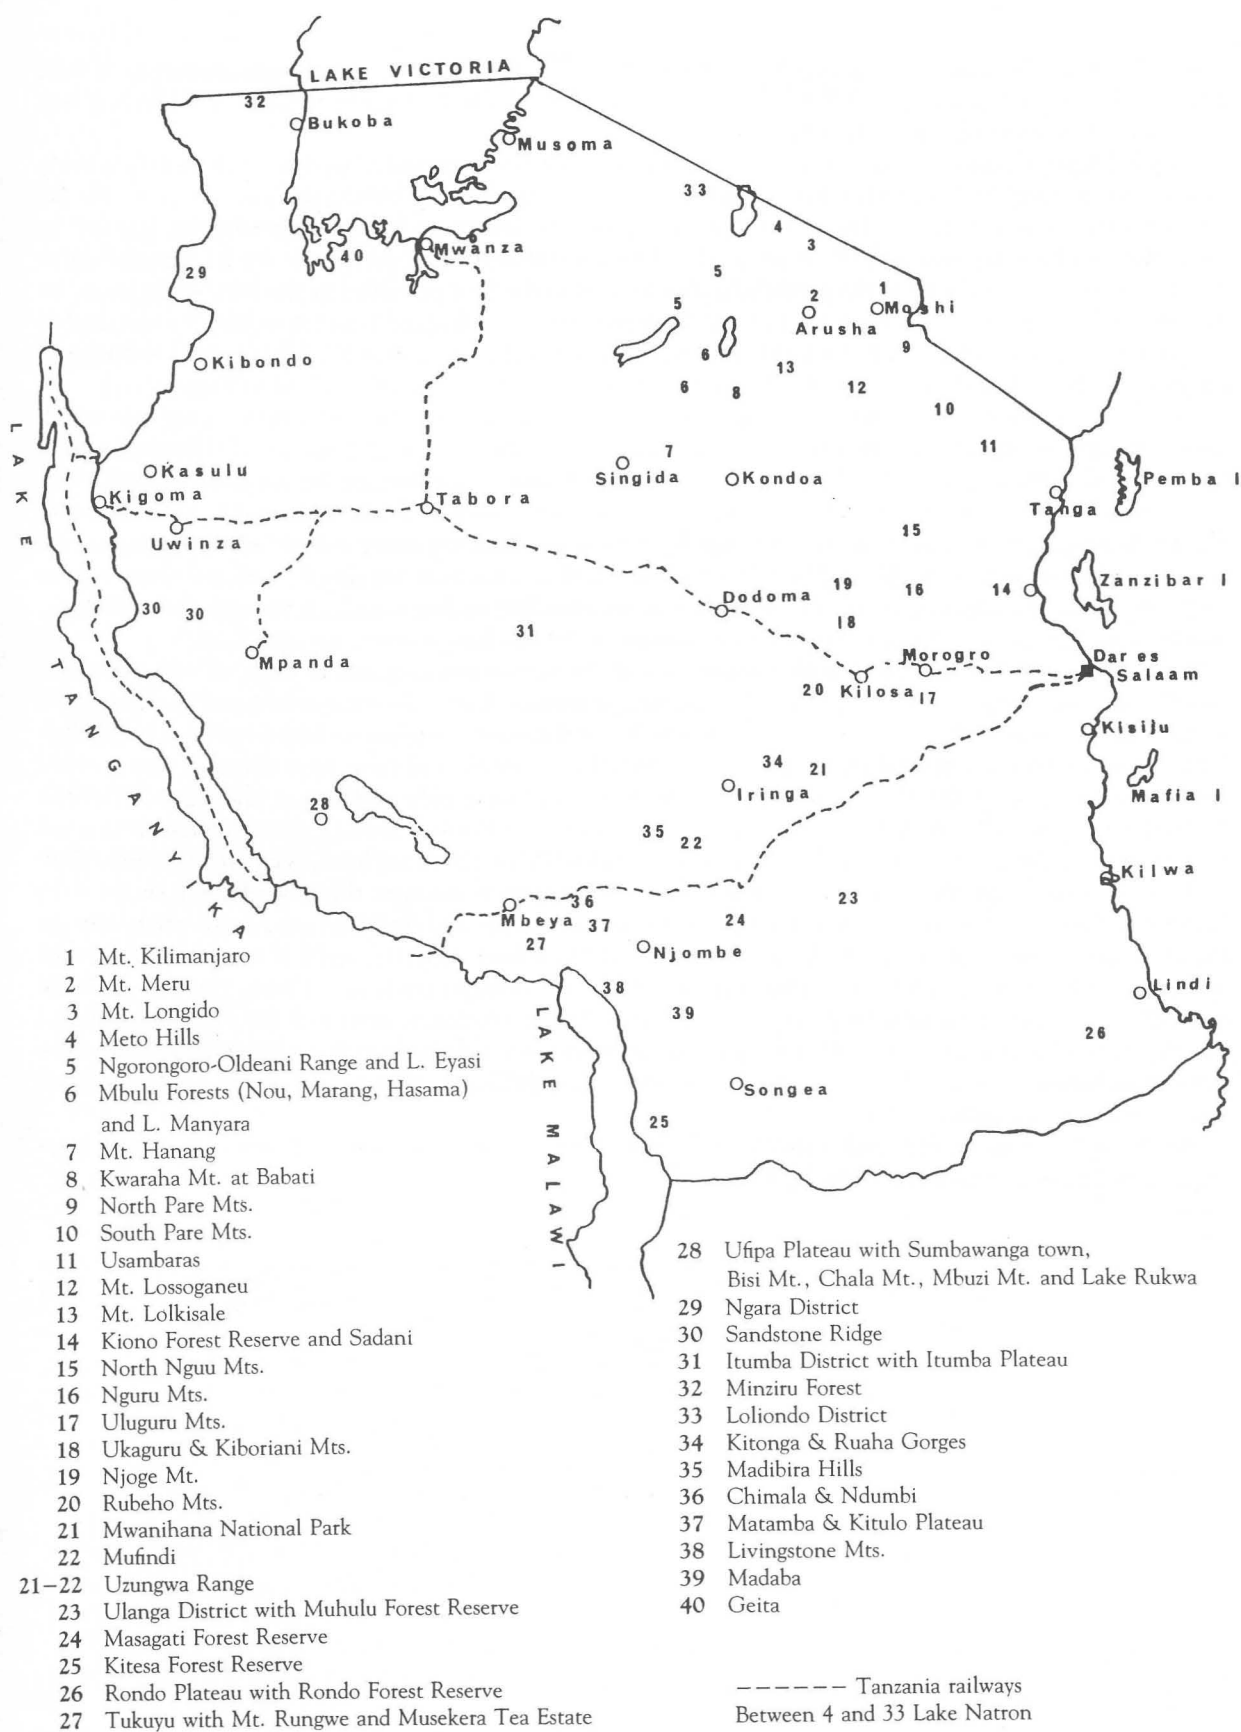 LAKE VICTORIA
32
Bukoba
Musoma
33
4
3
Mwanza
40
29
5
1
2
5
Moshi
Arusha
9
Kibondo
6
13
6
8
12
10
11
7
Kasulu
Singida
Kondoa
Pemba I
Kigoma
Tabora
Tanga
Uwinza
15
LAKE TANGANYIKA
19
16
14
Zanzibar I
Dodoma
30
30
18
31
Mpanda
Morogro
Dar es
Salaam
20
Kilosa
17
Kisiju
34
21
Iringa
Mafia I
28
35
22
Kilwa
36
23
Mbeya
37
24
27
Njombe
38
Lindi
39
26
LAKE MALAWI
Songea
25
1 Mt. Kilimanjaro
2 Mt. Meru
3 Mt. Longido
4 Meto Hills
5 Ngorongoro-Oldeani Range and L. Eyasi
6 Mbulu Forests (Nou, Marang, Hasama)
and L. Manyara
7 Mt. Hanang
8 Kwaraha Mt. at Babati
9 North Pare Mts.
10 South Pare Mts.
11 Usambaras
12 Mt. Lossoganeu
13 Mt. Lolkisale
14 Kiono Forest Reserve and Sadani
15 North Nguu Mts.
16 Nguru Mts.
17 Uluguru Mts.
18 Ukaguru & Kiboriani Mts.
19 Njoge Mt.
20 Rubeho Mts.
21 Mwanihana National Park
22 Mufindi
21–22 Uzungwa Range
23 Ulanga District with Muhulu Forest Reserve
24 Masagati Forest Reserve
25 Kitesa Forest Reserve
26 Rondo Plateau with Rondo Forest Reserve
27 Tukuyu with Mt. Rungwe and Musekera Tea Estate
28 Ufipa Plateau with Sumbawanga town,
Bisi Mt., Chala Mt., Mbuzi Mt. and Lake Rukwa
29 Ngara District
30 Sandstone Ridge
31 Itumba District with Itumba Plateau
32 Minziru Forest
33 Loliondo District
34 Kitonga & Ruaha Gorges
35 Madibira Hills
36 Chimala & Ndumbi
37 Matamba & Kitulo Plateau
38 Livingstone Mts.
39 Madaba
40 Geita
------ Tanzania railways
Between 4 and 33 Lake Natron